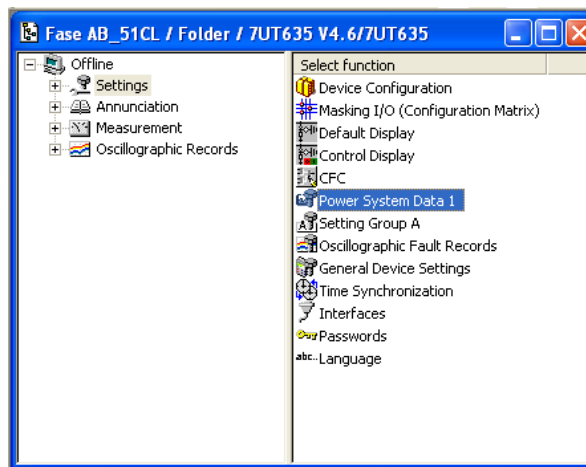 Fase AB_51CL / Folder / 7UT635 V4.6/7UT635
Offline
Settings
Annunciation
Measurement
Oscillographic Records
Select function
Device Configuration
Masking I/O (Configuration Matrix)
Default Display
Control Display
CFC
Power System Data 1
Setting Group A
Oscillographic Fault Records
General Device Settings
Time Synchronization
Interfaces
Passwords
abc.. Language